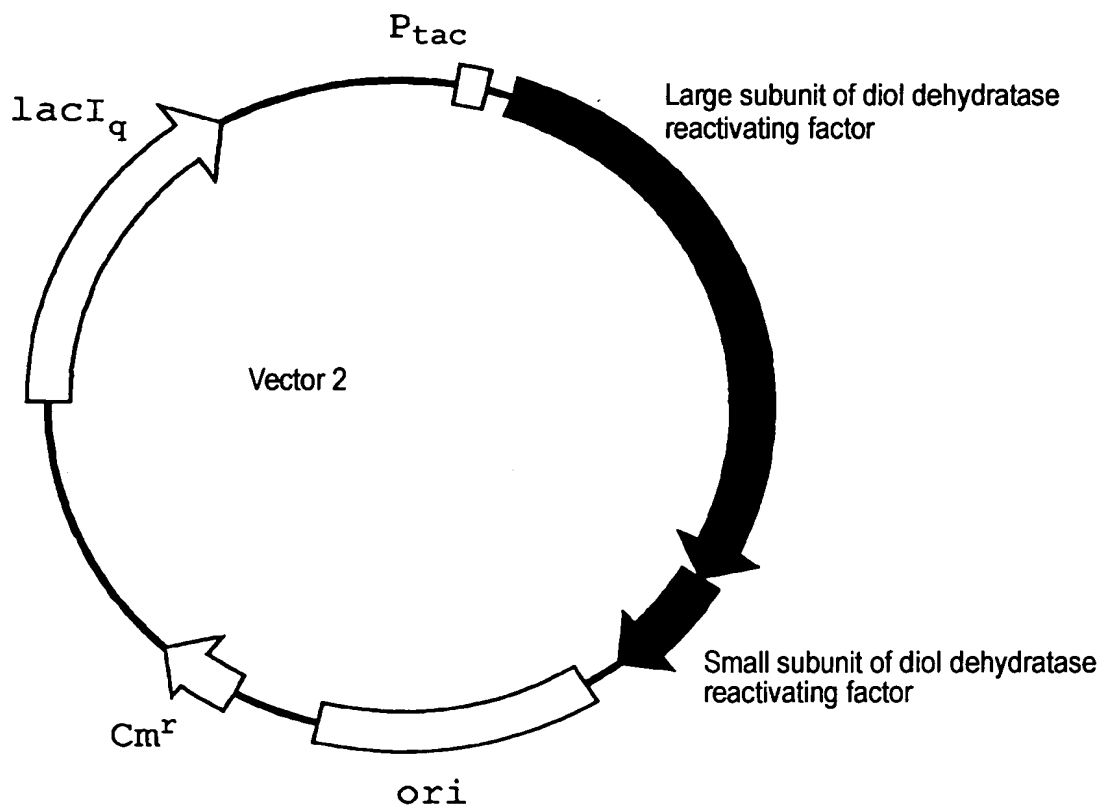 Ptac
lacIq
Large subunit of diol dehydratase
reactivating factor
Vector 2
Small subunit of diol dehydratase
reactivating factor
Cmr
ori